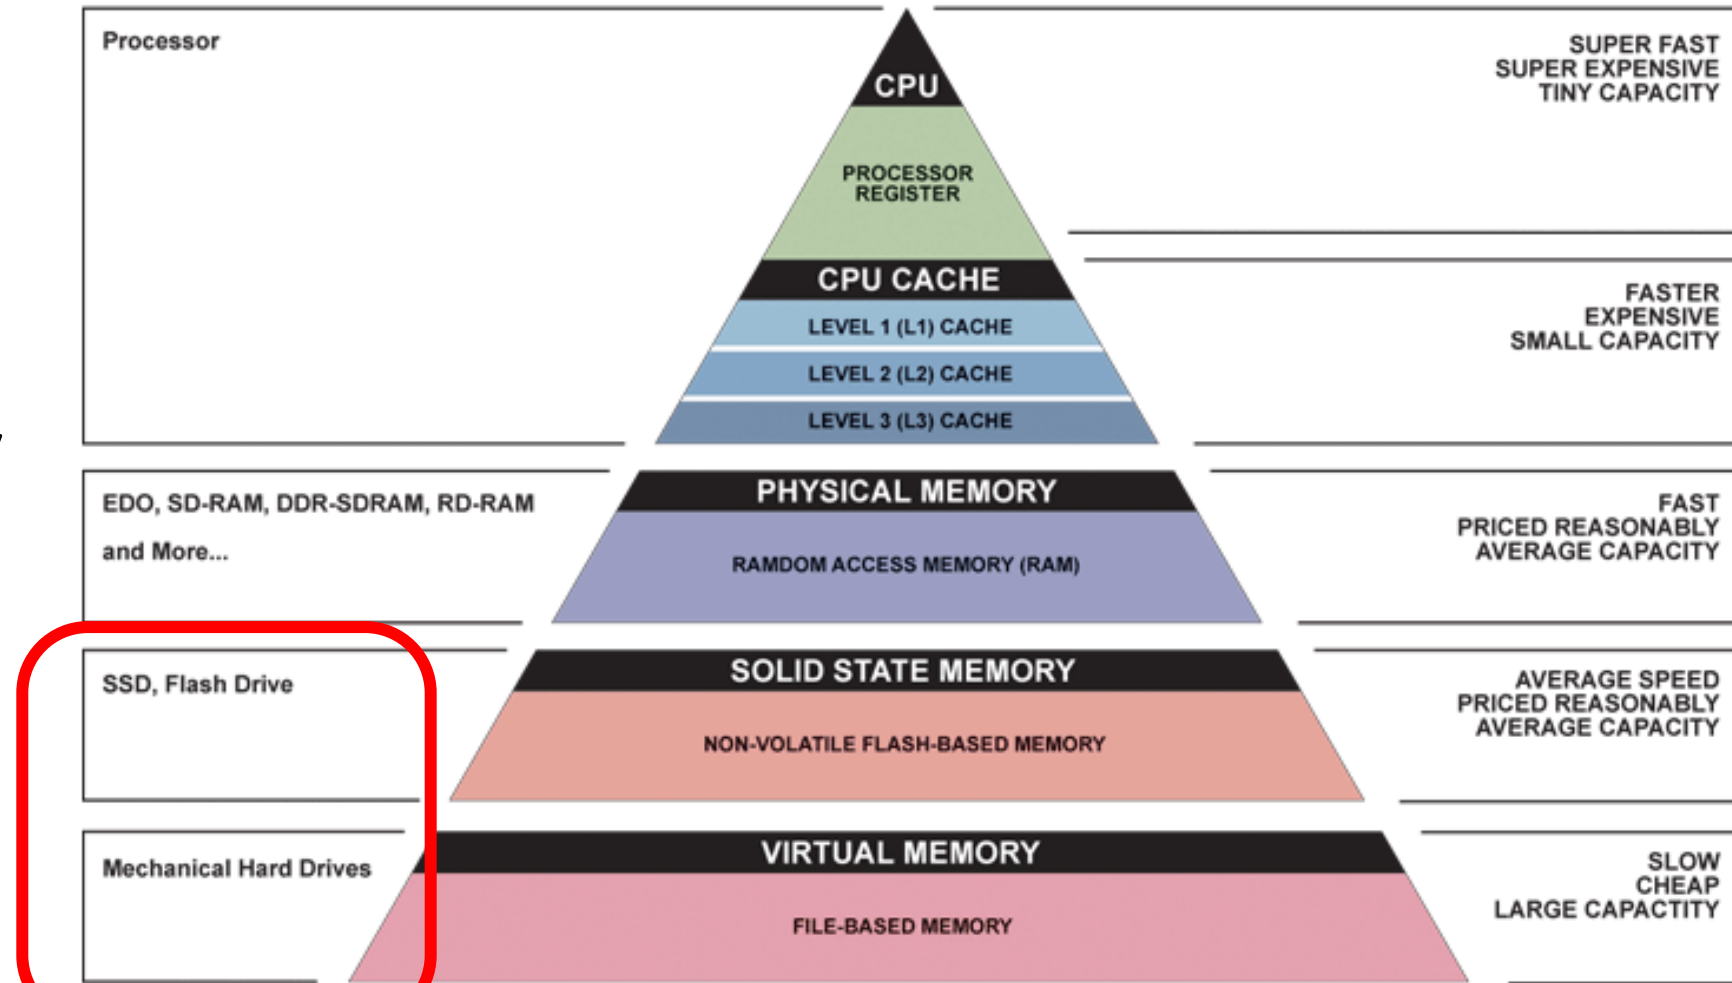 Processor
CPU
SUPER FAST
SUPER EXPENSIVE
TINY CAPACITY
PROCESSOR
REGISTER
CPU CACHE
LEVEL 1 (L1) CACHE
LEVEL 2 (L2) CACHE
LEVEL 3 (L3) CACHE
FASTER
EXPENSIVE
SMALL CAPACITY
EDO, SD-RAM, DDR-SDRAM, RD-RAM
and More...
PHYSICAL MEMORY
RAMDOM ACCESS MEMORY (RAM)
FAST
PRICED REASONABLY
AVERAGE CAPACITY
SSD, Flash Drive
SOLID STATE MEMORY
NON-VOLATILE FLASH-BASED MEMORY
AVERAGE SPEED
PRICED REASONABLY
AVERAGE CAPACITY
Mechanical Hard Drives
VIRTUAL MEMORY
FILE-BASED MEMORY
SLOW
CHEAP
LARGE CAPACTITY